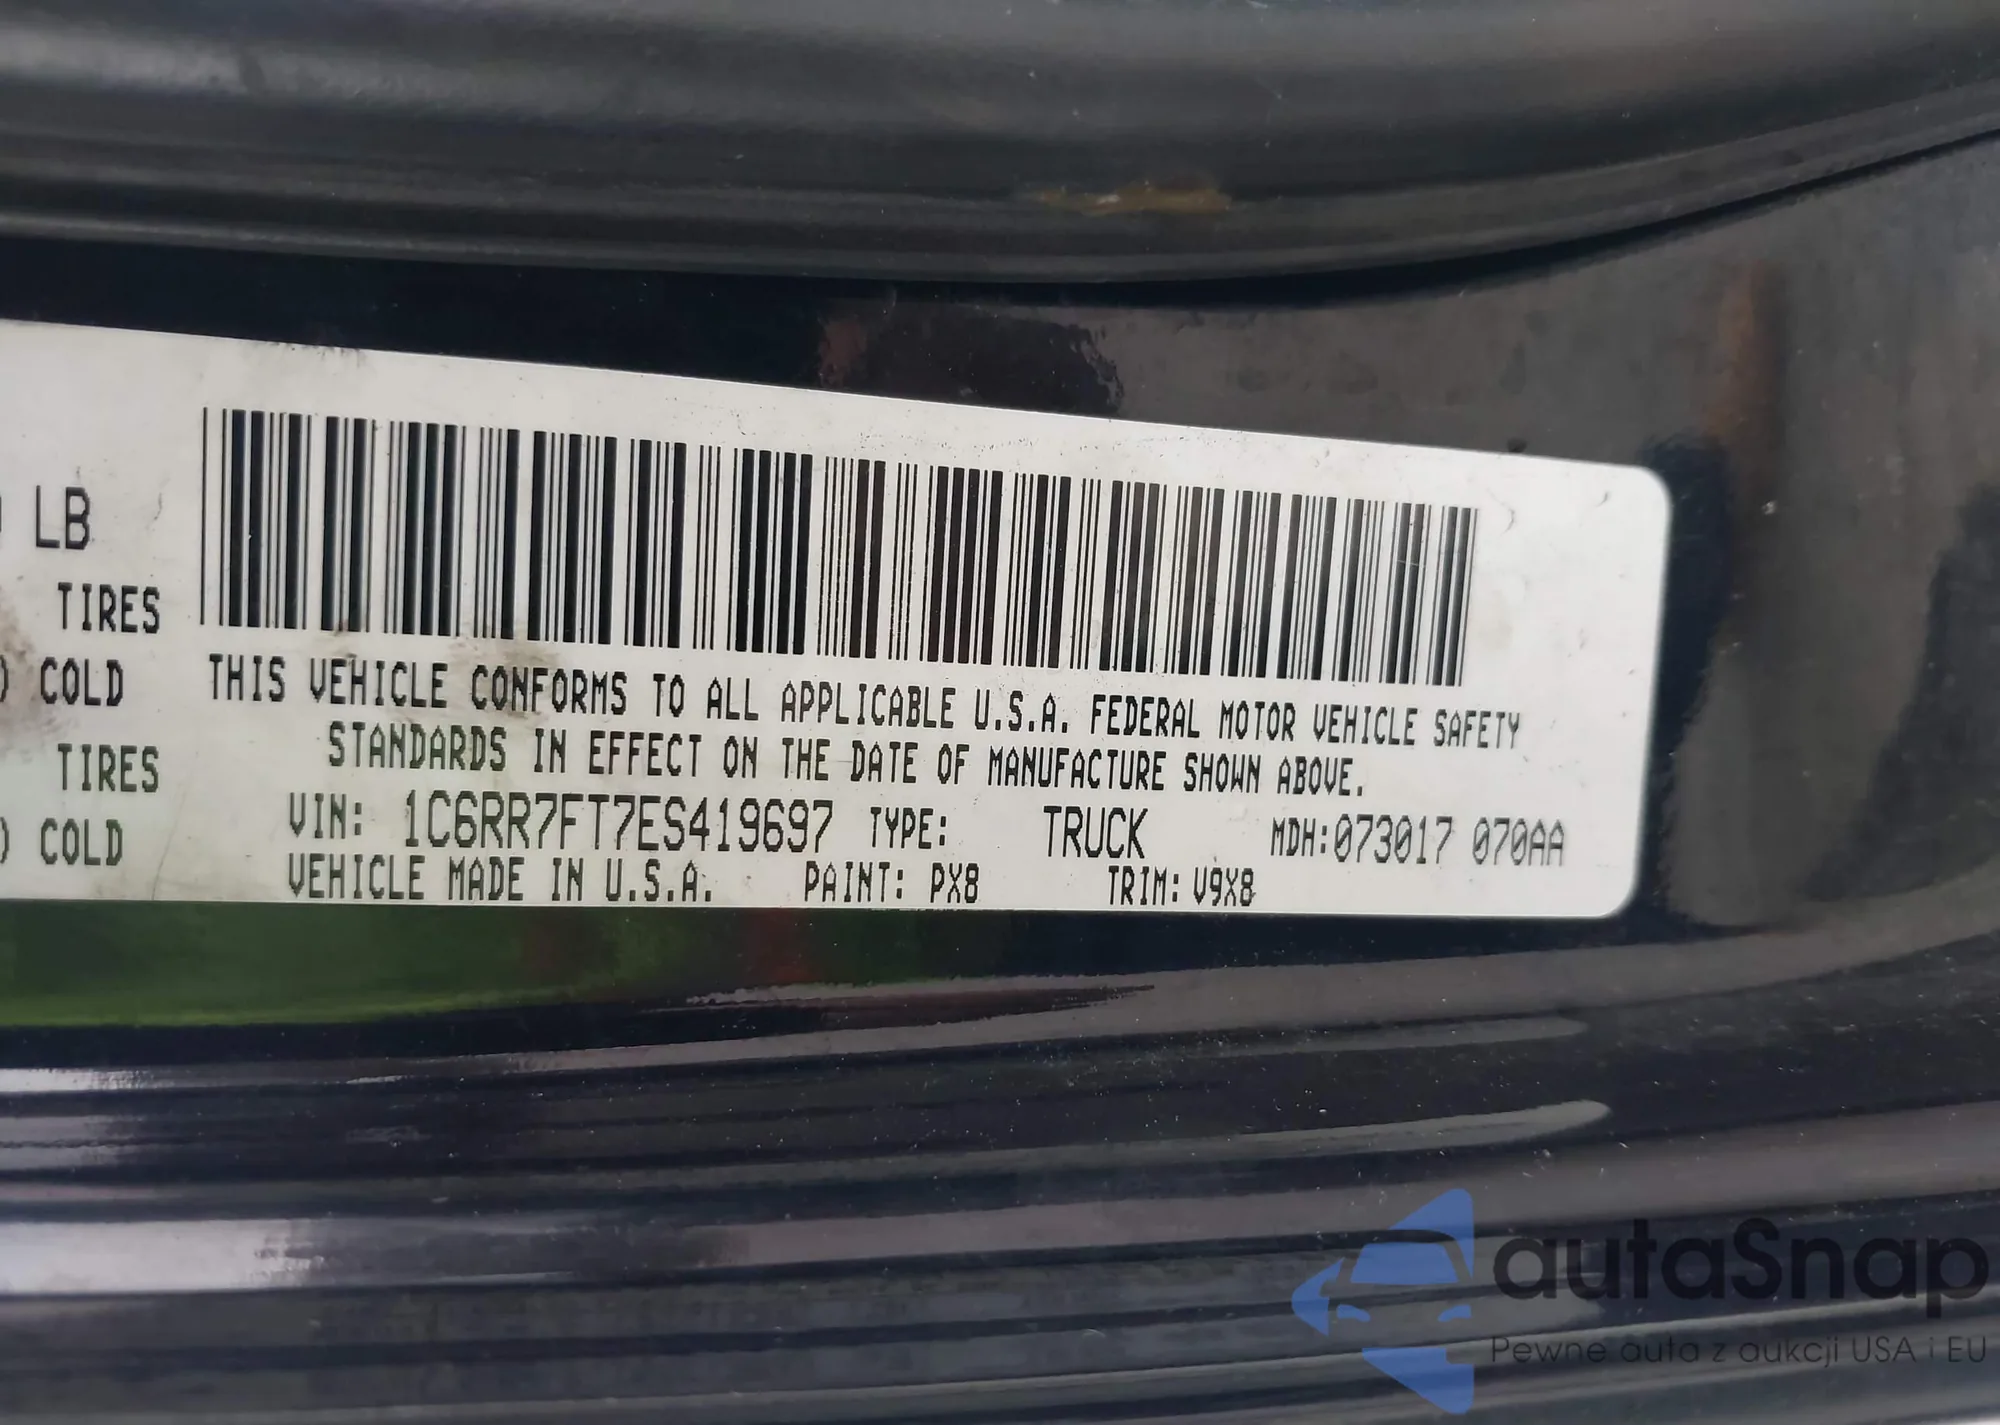 LB
TIRES
) COLD
TIRES
) COLD
THIS VEHICLE CONFORMS TO ALL APPLICABLE U.S.A. FEDERAL MOTOR VEHICLE SAFETY
STANDARDS IN EFFECT ON THE DATE OF MANUFACTURE SHOWN ABOVE.
VIN: 1C6RR7FT7ES419697 TYPE: TRUCK MDH:073017 070AA
VEHICLE MADE IN U.S.A. PAINT: PX8 TRIM: V9X8
autaSnap
Pewne auta z aukcji USA i EU